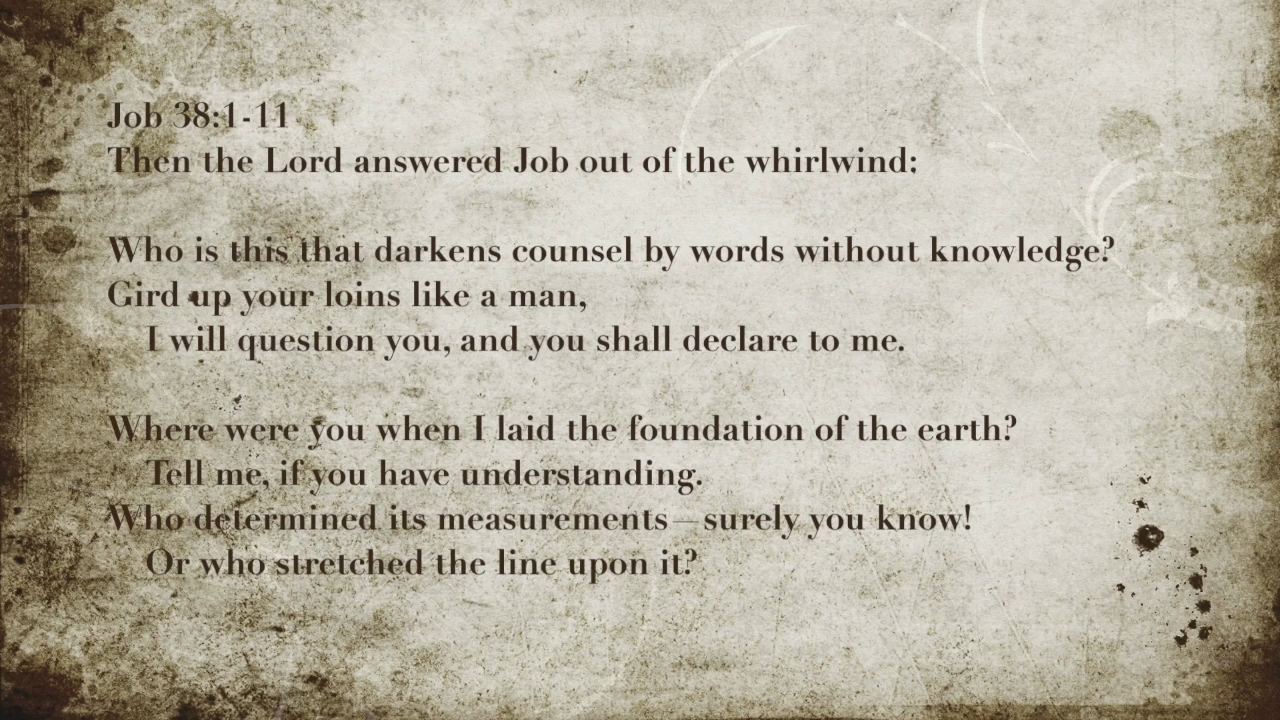 Job 38:1-11
Then the Lord answered Job out of the whirlwind;
Who is this that darkens counsel by words without knowledge?
Gird up your loins like a man,
I will question you, and you shall declare to me.
Where were you when I laid the foundation of the earth?
Tell me, if you have understanding.
Who determined its measurements—surely you know!
Or who stretched the line upon it?